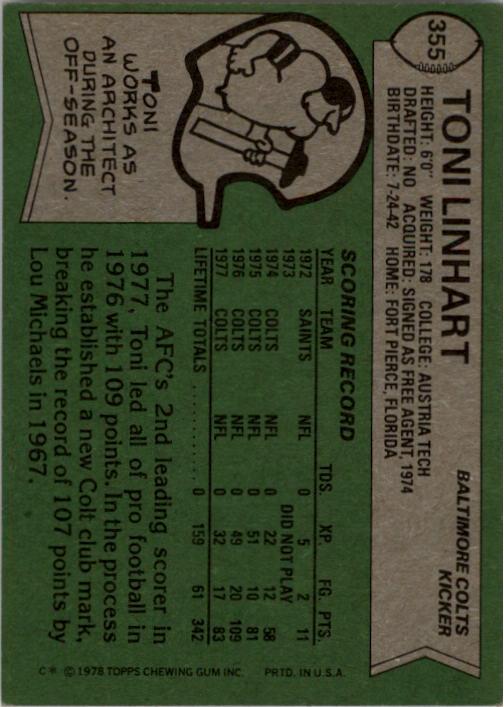 355
TONI LINHART
BALTIMORE COLTS
KICKER
HEIGHT: 6'0" WEIGHT: 178 COLLEGE: AUSTRIA TECH
DRAFTED: NO ACQUIRED: SIGNED AS FREE AGENT, 1974
BIRTHDATE: 7-24-42 HOME: FORT PIERCE, FLORIDA
TONI
WORKS AS
AN ARCHITECT
DURING THE
OFF-SEASON.
SCORING RECORD
YEAR TEAM TDS. XP. FG. PTS.
1972 SAINTS NFL 0 5 2 11
1973 DID NOT PLAY
1974 COLTS NFL 0 22 12 58
1975 COLTS NFL 0 51 10 81
1976 COLTS NFL 0 49 20 109
1977 COLTS NFL 0 32 17 83
LIFETIME TOTALS .......... 0 159 61 342
The AFC's 2nd leading scorer in
1977, Toni led all of pro football in
1976 with 109 points. In the process
he established a new Colt club mark,
breaking the record of 107 points by
Lou Michaels in 1967.
C* © 1978 TOPPS CHEWING GUM INC. PRTD. IN U.S.A.